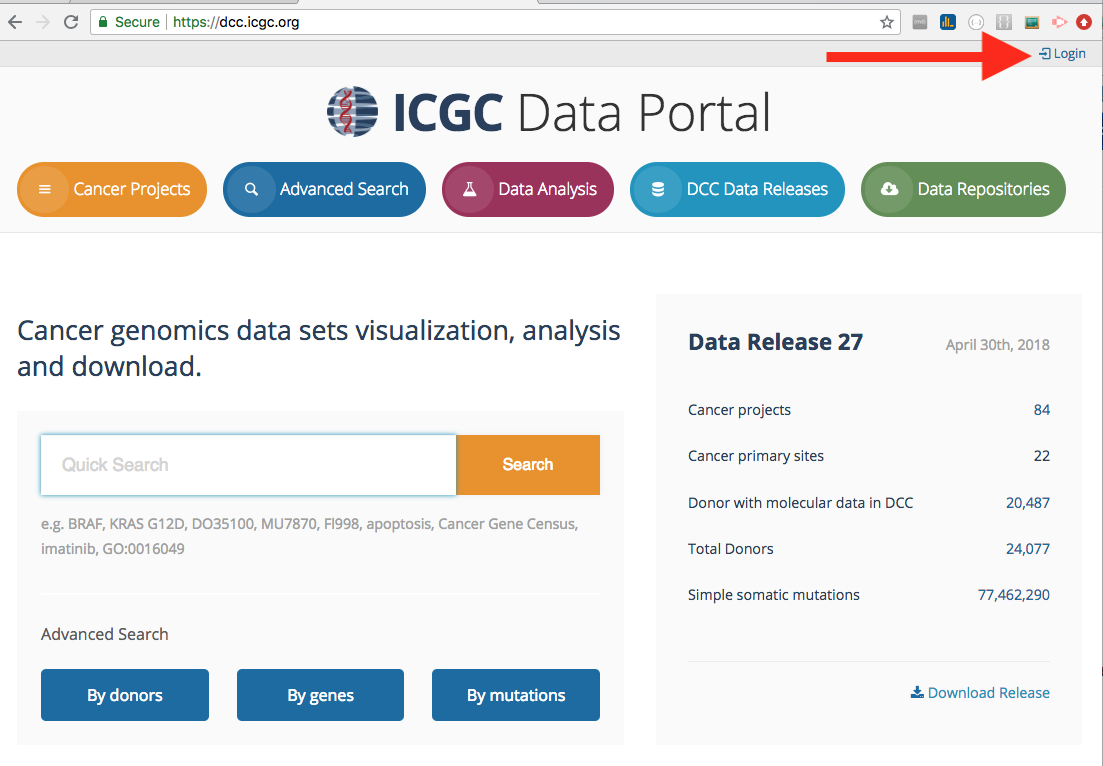 Secure https://dcc.icgc.org
Login
ICGC Data Portal
Cancer Projects
Advanced Search
Data Analysis
DCC Data Releases
Data Repositories
Cancer genomics data sets visualization, analysis
and download.
Quick Search
Search
e.g. BRAF, KRAS G12D, DO35100, MU7870, FI998, apoptosis, Cancer Gene Census,
imatinib, GO:0016049
Advanced Search
By donors
By genes
By mutations
Data Release 27
April 30th, 2018
Cancer projects 84
Cancer primary sites 22
Donor with molecular data in DCC 20,487
Total Donors 24,077
Simple somatic mutations 77,462,290
Download Release